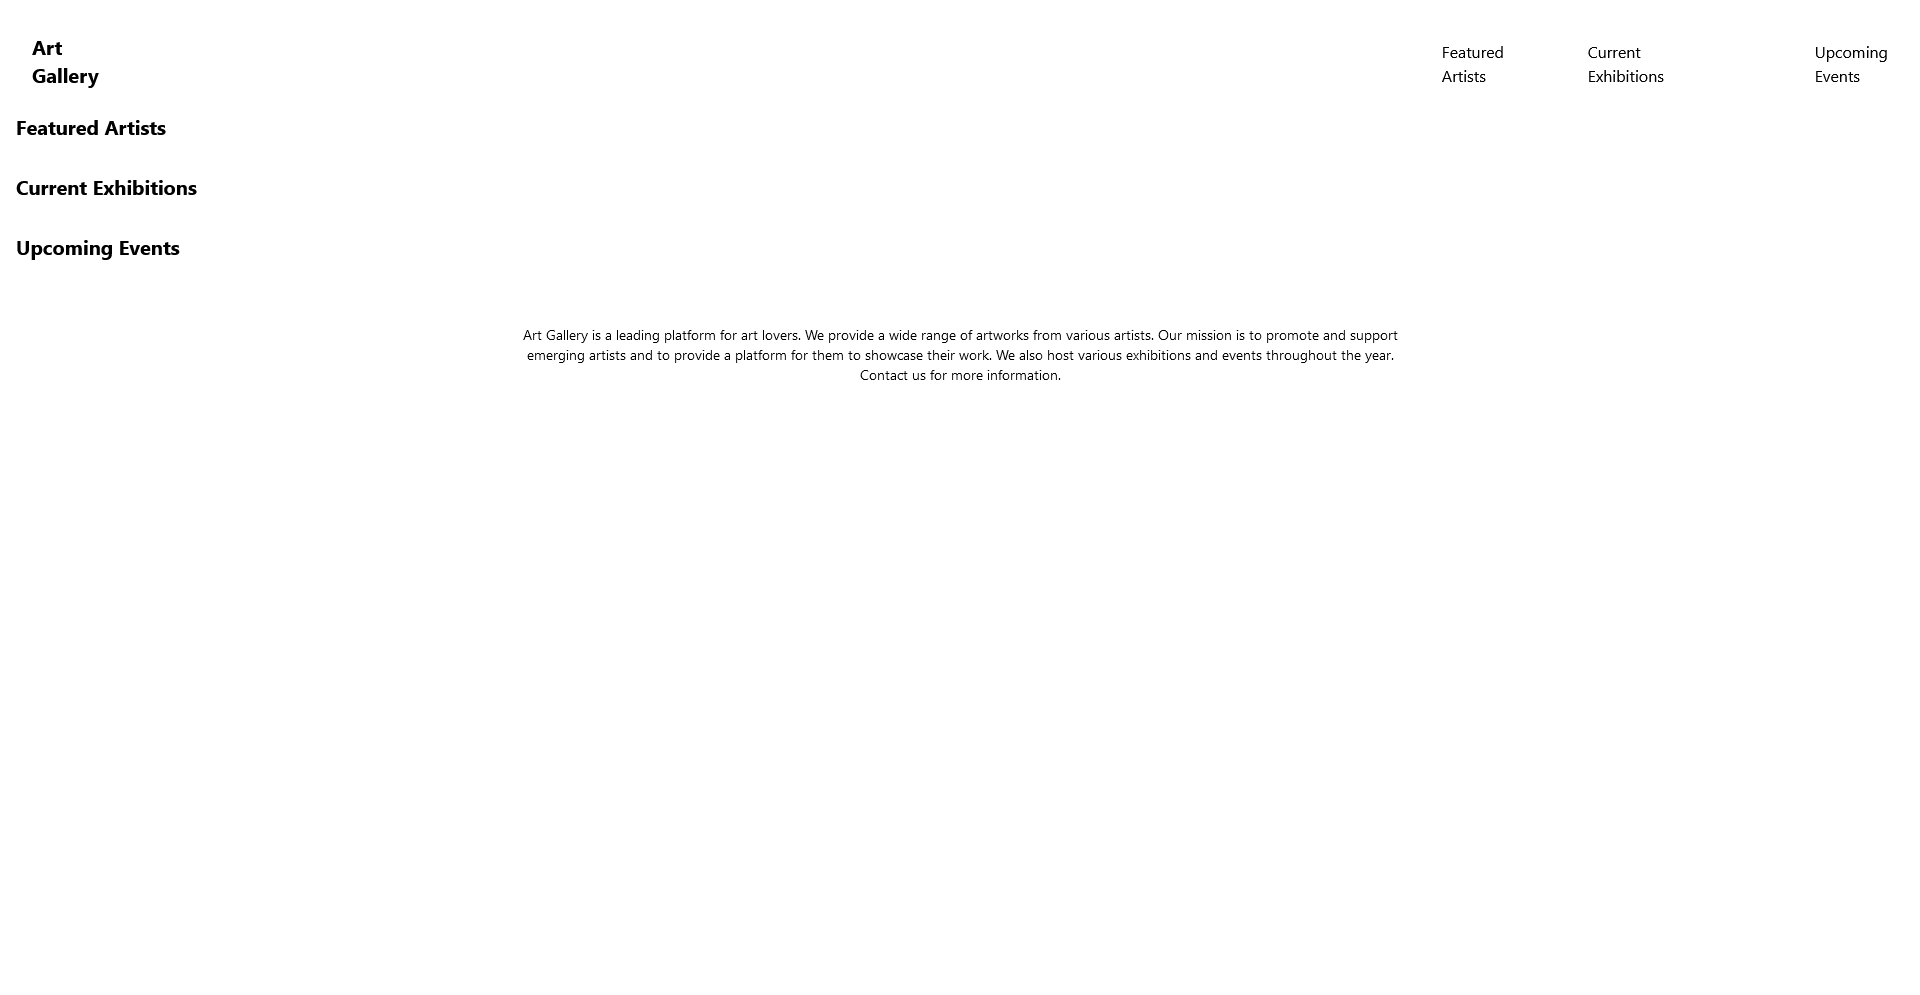 Art
Gallery
Featured
Artists
Current
Exhibitions
Upcoming
Events
Featured Artists
Current Exhibitions
Upcoming Events
Art Gallery is a leading platform for art lovers. We provide a wide range of artworks from various artists. Our mission is to promote and support
emerging artists and to provide a platform for them to showcase their work. We also host various exhibitions and events throughout the year.
Contact us for more information.